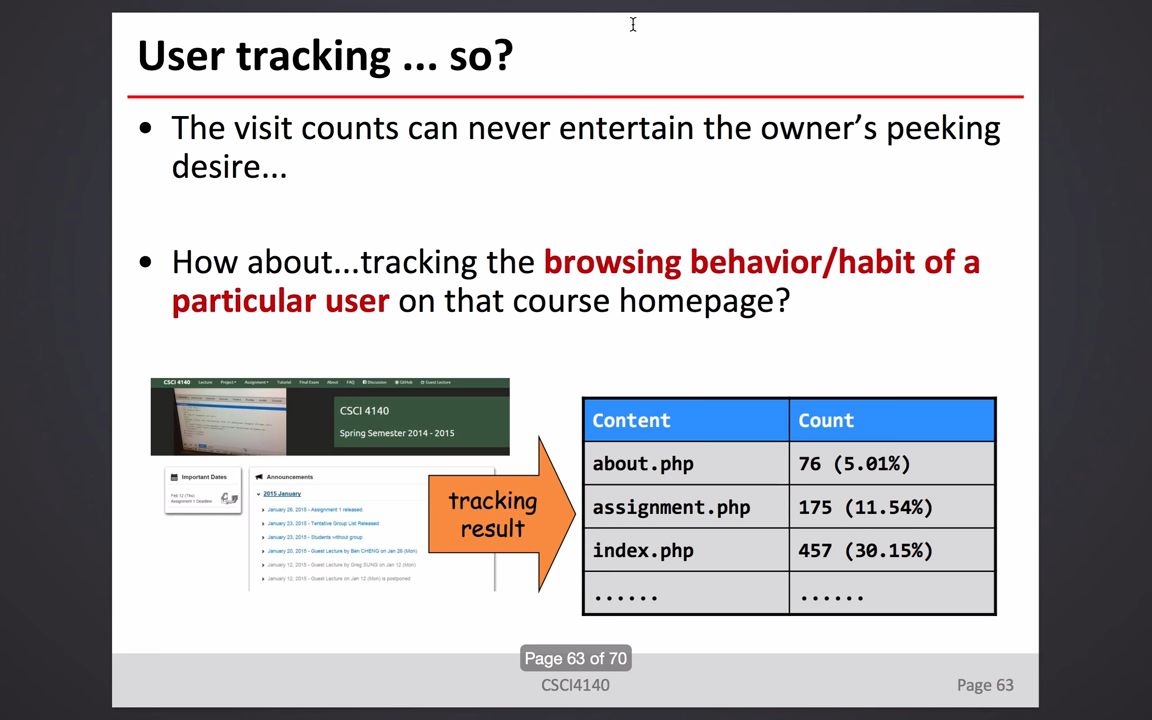 User tracking ... so?
• The visit counts can never entertain the owner’s peeking
desire...
• How about...tracking the browsing behavior/habit of a
particular user on that course homepage?
CSCI 4140 Lecture Project Assignment Tutorial Final Exam About FAQ Discussion GitHub Guest Lecture
CSCI 4140
Spring Semester 2014 - 2015
Important Dates
Feb 12 (Thu)
Assignment 1 Deadline
Announcements
2015 January
January 26, 2015 - Assignment 1 released.
January 23, 2015 - Tentative Group List Released
January 23, 2015 - Students without group
January 20, 2015 - Guest Lecture by Ben CHENG on Jan 26 (Mon)
January 12, 2015 - Guest Lecture by Greg SUNG on Jan 12 (Mon)
January 12, 2015 - Guest Lecture on Jan 12 (Mon) is postponed
tracking
result
Content Count
about.php 76 (5.01%)
assignment.php 175 (11.54%)
index.php 457 (30.15%)
...... ......
Page 63 of 70
CSCI4140
Page 63